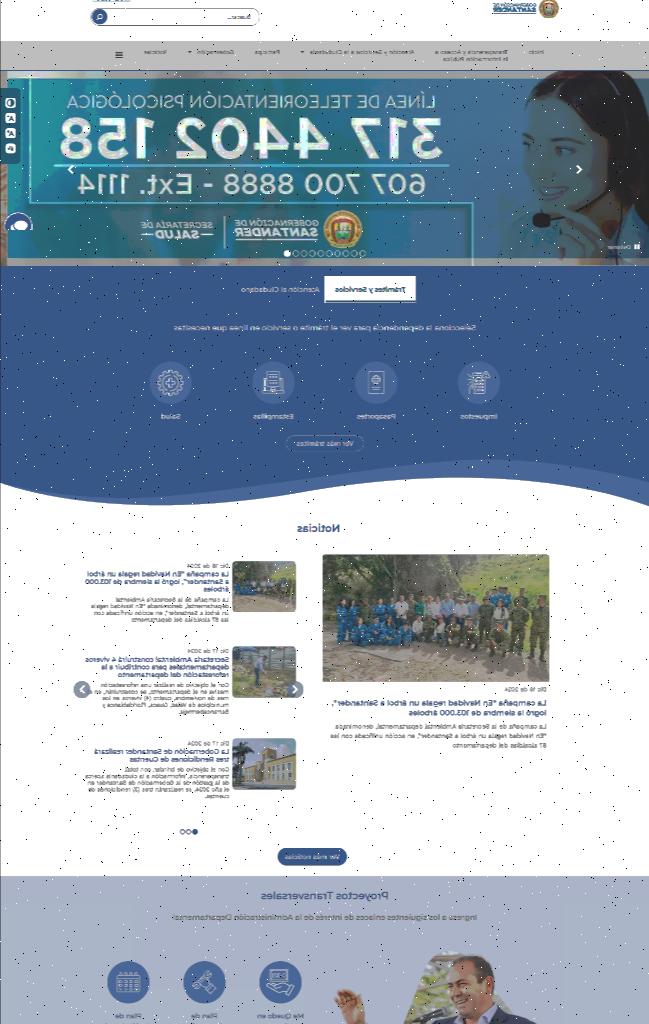 GOBERNACIÓN DE
SANTANDER
Buscar...
Inicio
Transparencia y Acceso a la Información Pública
Atención y Servicios a la Ciudadanía
Participa
Gobernación
Noticias
LÍNEA DE TELEORIENTACIÓN PSICOLÓGICA
317 4402 158
607 700 8888 - Ext. 1114
GOBERNACIÓN DE
SANTANDER
SECRETARÍA DE
SALUD
Detener
Trámites y Servicios
Atención al Ciudadano
Selecciona la dependencia para ver el trámite o servicio en línea que necesitas
Impuestos
Pasaportes
Estampillas
Salud
Ver más trámites
Noticias
Dic 18 de 2024
La campaña "En Navidad regala un árbol a Santander",
logró la siembra de 103.000 árboles
La campaña de la Secretaría Ambiental departamental, denominada
"En Navidad regala un árbol a Santander", en acción unificada con las
87 alcaldías del departamento
Dic 18 de 2024
La campaña "En Navidad regala un árbol
a Santander", logró la siembra de 103.000
árboles
La campaña de la Secretaría Ambiental
departamental, denominada "En Navidad regala
un árbol a Santander", en acción unificada con
las 87 alcaldías del departamento
Dic 17 de 2024
Secretaría Ambiental construirá 4 viveros
departamentales para contribuir a la
reforestación del departamento
Con el objetivo de realizar una reforestación
masiva en el departamento, se construirán, en el
mes de noviembre, cuatro (4) viveros en los
municipios de Vélez, Guaca, Floridablanca y
Barrancabermeja.
Dic 17 de 2024
La Gobernación de Santander realizará
tres Rendiciones de Cuentas
Con el objetivo de brindar, con total
transparencia, información a la ciudadanía acerca
de la gestión de la Gobernación de Santander en
el año 2024, se realizarán tres (3) rendiciones de
cuentas.
Ver más noticias
Proyectos Transversales
Ingresa a los siguientes enlaces de interés de la Administración Departamental
Me Quedo en
Plan de
Plan de